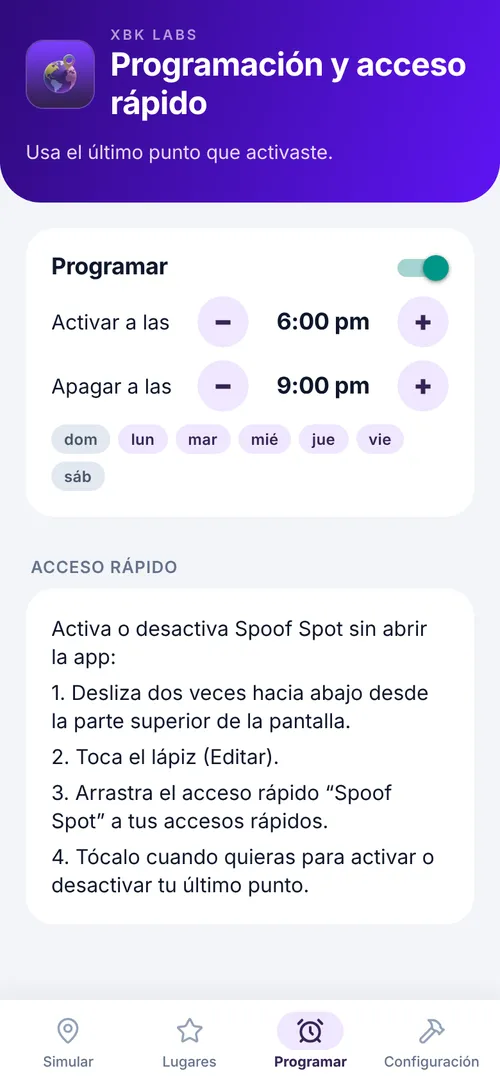 XBK LABS
Programación y acceso
rápido
Usa el último punto que activaste.
Programar
Activar a las − 6:00 pm +
Apagar a las − 9:00 pm +
dom lun mar mié jue vie
sáb
ACCESO RÁPIDO
Activa o desactiva Spoof Spot sin abrir
la app:
1. Desliza dos veces hacia abajo desde
la parte superior de la pantalla.
2. Toca el lápiz (Editar).
3. Arrastra el acceso rápido “Spoof
Spot” a tus accesos rápidos.
4. Tócalo cuando quieras para activar o
desactivar tu último punto.
Simular Lugares Programar Configuración